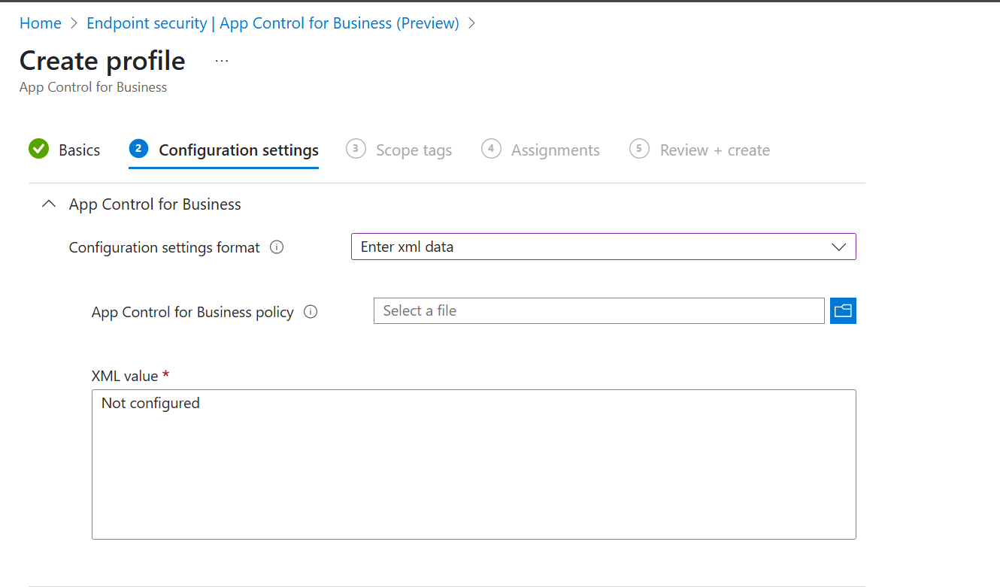 Home > Endpoint security | App Control for Business (Preview) >
Create profile ...
App Control for Business
Basics 2 Configuration settings 3 Scope tags 4 Assignments 5 Review + create
App Control for Business
Configuration settings format Enter xml data
App Control for Business policy Select a file
XML value *
Not configured